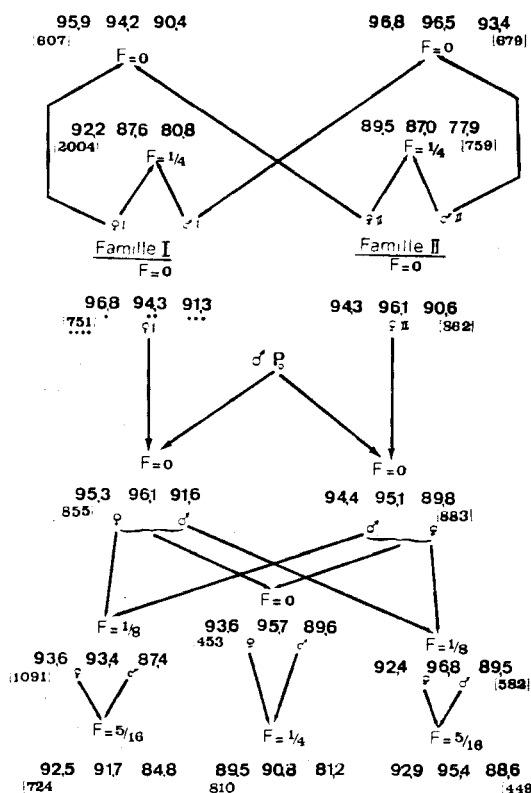 95,9 94,2 90,4
96,8 96,5 93,4
[607]
[679]
F=0
F=0
92,2 87,6 80,8
89,5 87,0 77,9
[2004]
[759]
F=1/4
F=1/4
♀I ♂I
♀II ♂II
Famille I
Famille II
F=0
F=0
96,8 94,3 91,3
94,3 96,1 90,6
[751]
[862]
♀I
♀II
♂ P₀
F=0
F=0
95,3 96,1 91,6
94,4 95,1 89,8
855]
[883]
♀ ♂
♂ ♀
F=0
F=1/8
F=1/8
93,6 95,7 89,6
[453
♀ ♂
93,6 93,4 87,4
92,4 96,8 89,5
[1091]
[582]
♀ ♂
♀ ♂
F=5/16
F=1/4
F=5/16
92,5 91,7 84,8
89,5 90,8 81,2
92,9 95,4 88,6
[724
810
[449